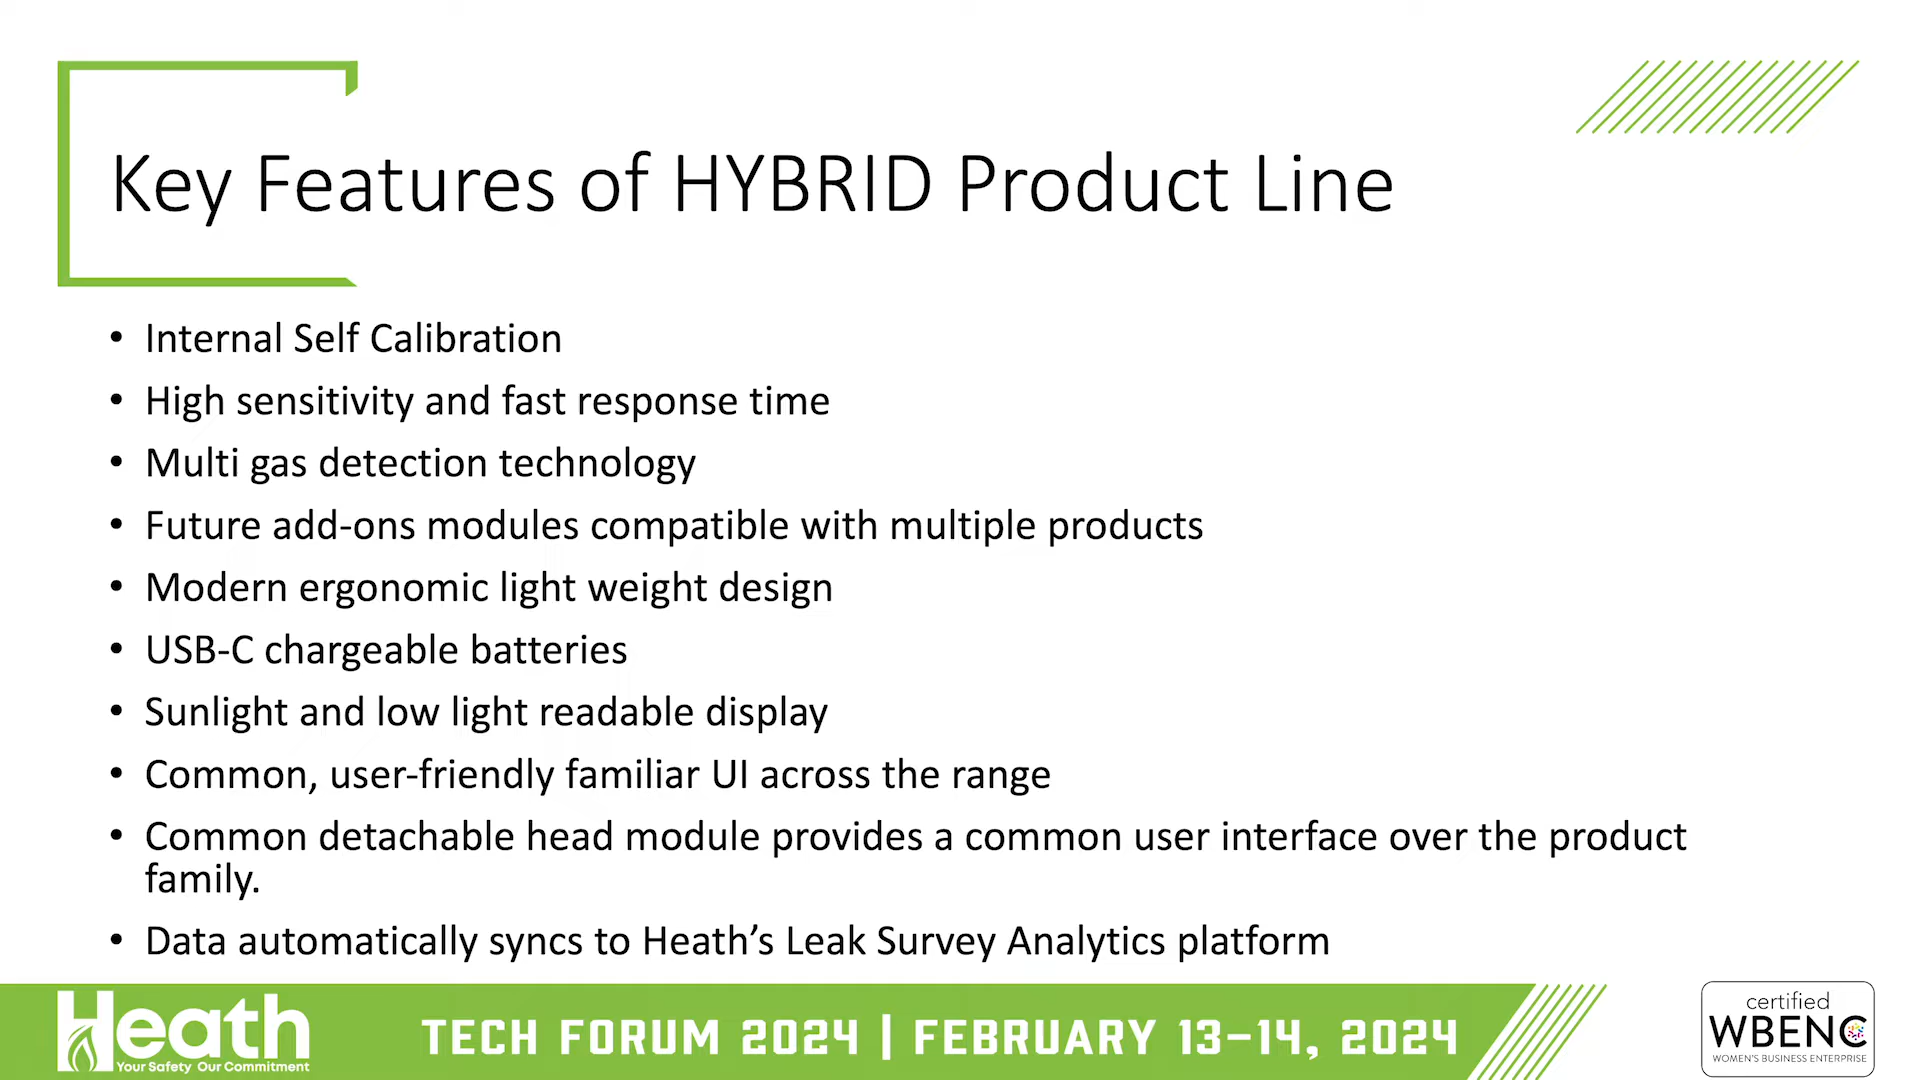 Key Features of HYBRID Product Line
• Internal Self Calibration
• High sensitivity and fast response time
• Multi gas detection technology
• Future add-ons modules compatible with multiple products
• Modern ergonomic light weight design
• USB-C chargeable batteries
• Sunlight and low light readable display
• Common, user-friendly familiar UI across the range
• Common detachable head module provides a common user interface over the product
family.
• Data automatically syncs to Heath’s Leak Survey Analytics platform
Heath
Your Safety Our Commitment
TECH FORUM 2024 | FEBRUARY 13–14, 2024
certified
WBENC
WOMEN'S BUSINESS ENTERPRISE